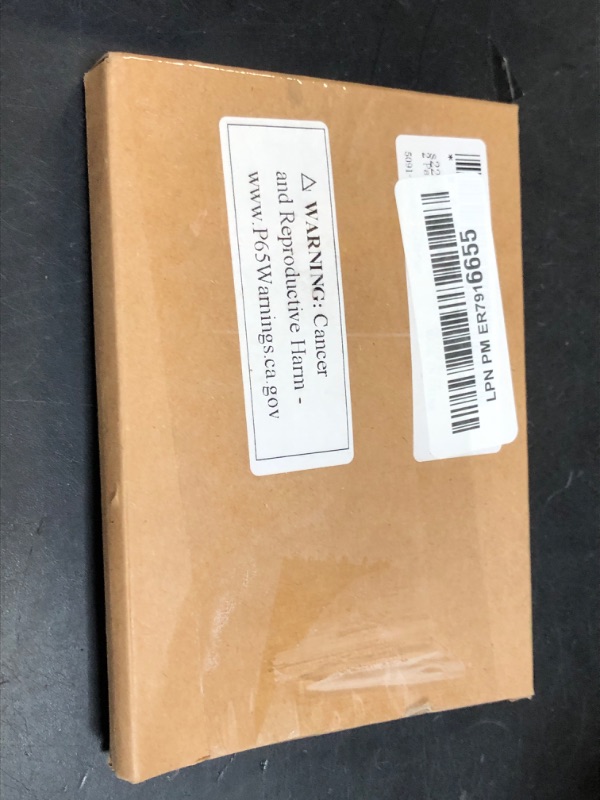 ⚠ WARNING: Cancer
and Reproductive Harm -
www.P65Warnings.ca.gov
LPN PM ER7916655
*